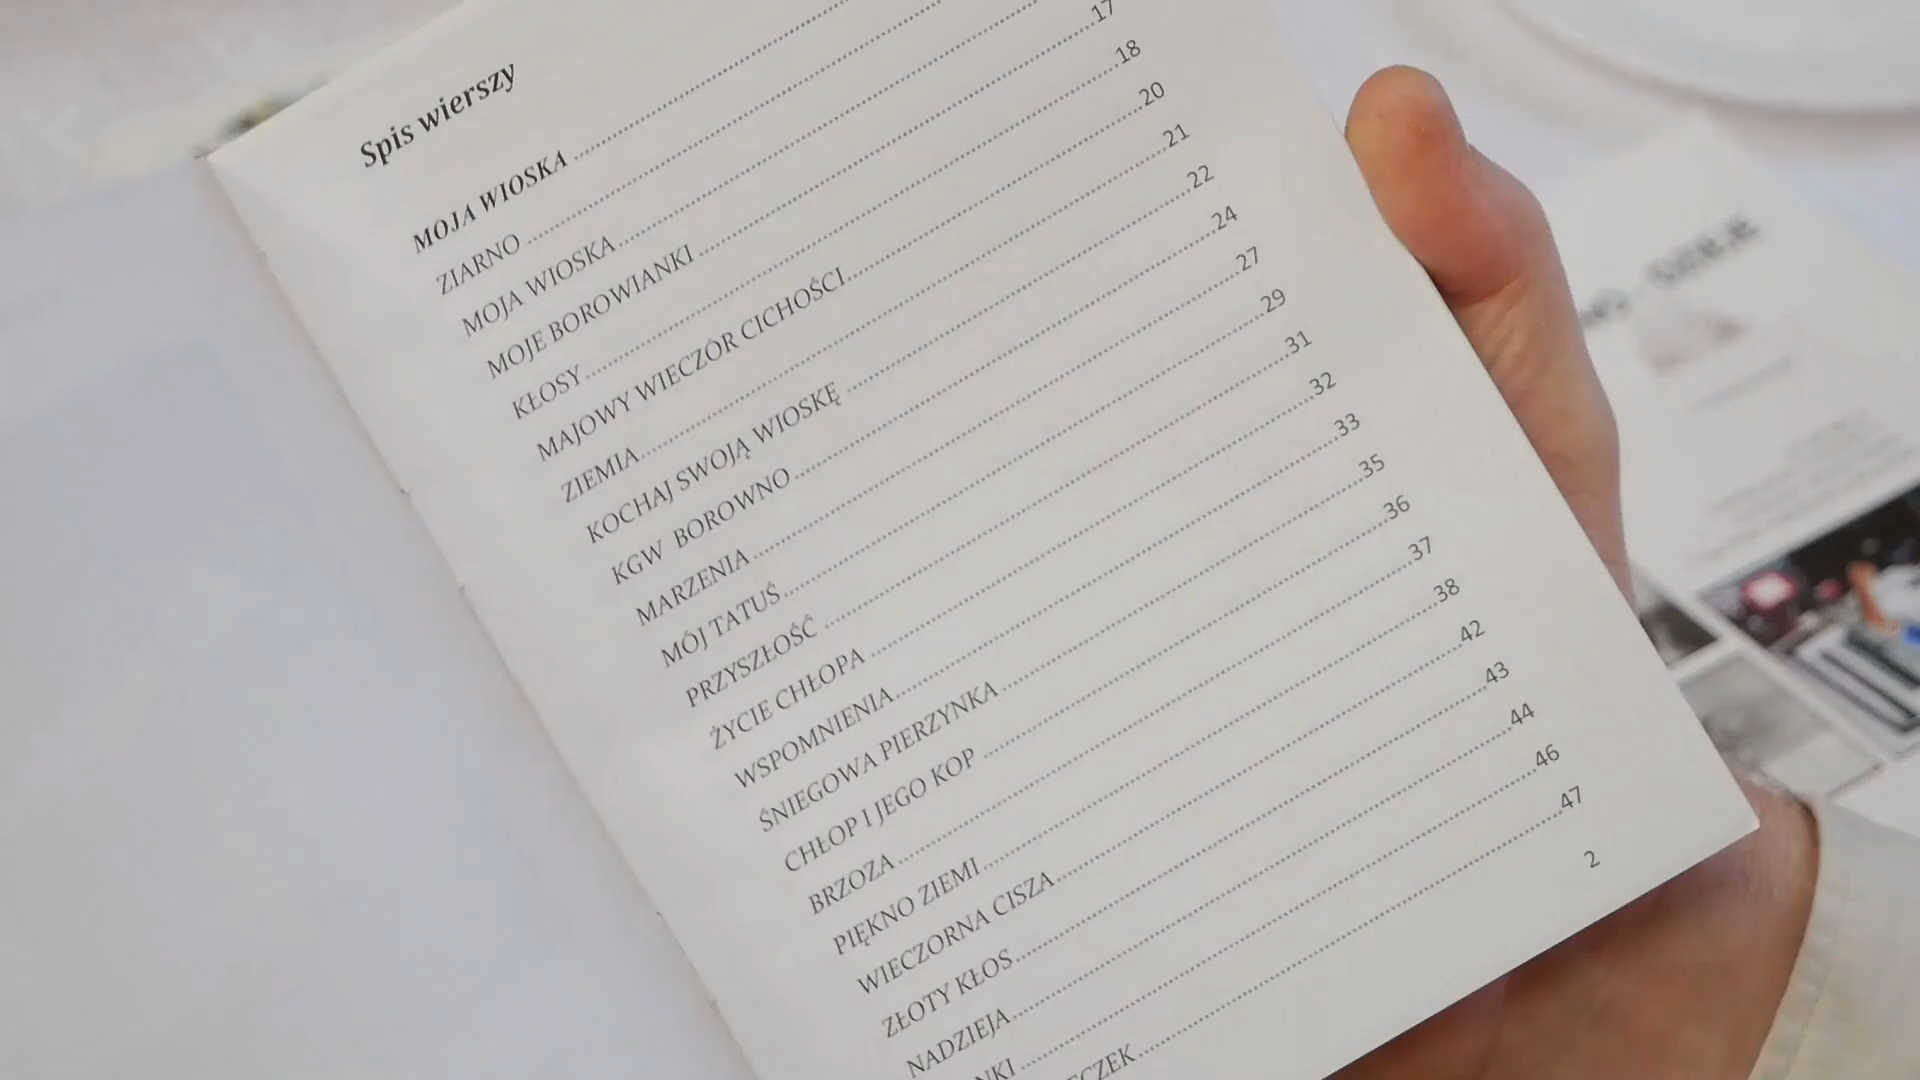 Spis wierszy
MOJA WIOSKA
ZIARNO
MOJA WIOSKA
MOJE BOROWIANKI 17
KŁOSY 18
MAJOWY WIECZÓR CICHOŚCI 20
ZIEMIA 21
KOCHAJ SWOJĄ WIOSKĘ 22
KGW BOROWNO 24
MARZENIA 27
MÓJ TATUŚ 29
PRZYSZŁOŚĆ 31
ŻYCIE CHŁOPA 32
WSPOMNIENIA 33
ŚNIEGOWA PIERZYNKA 35
CHŁOP I JEGO KOP 36
BRZOZA 37
PIĘKNO ZIEMI 38
WIECZORNA CISZA 42
ZŁOTY KŁOS 43
NADZIEJA 44
46
47
2